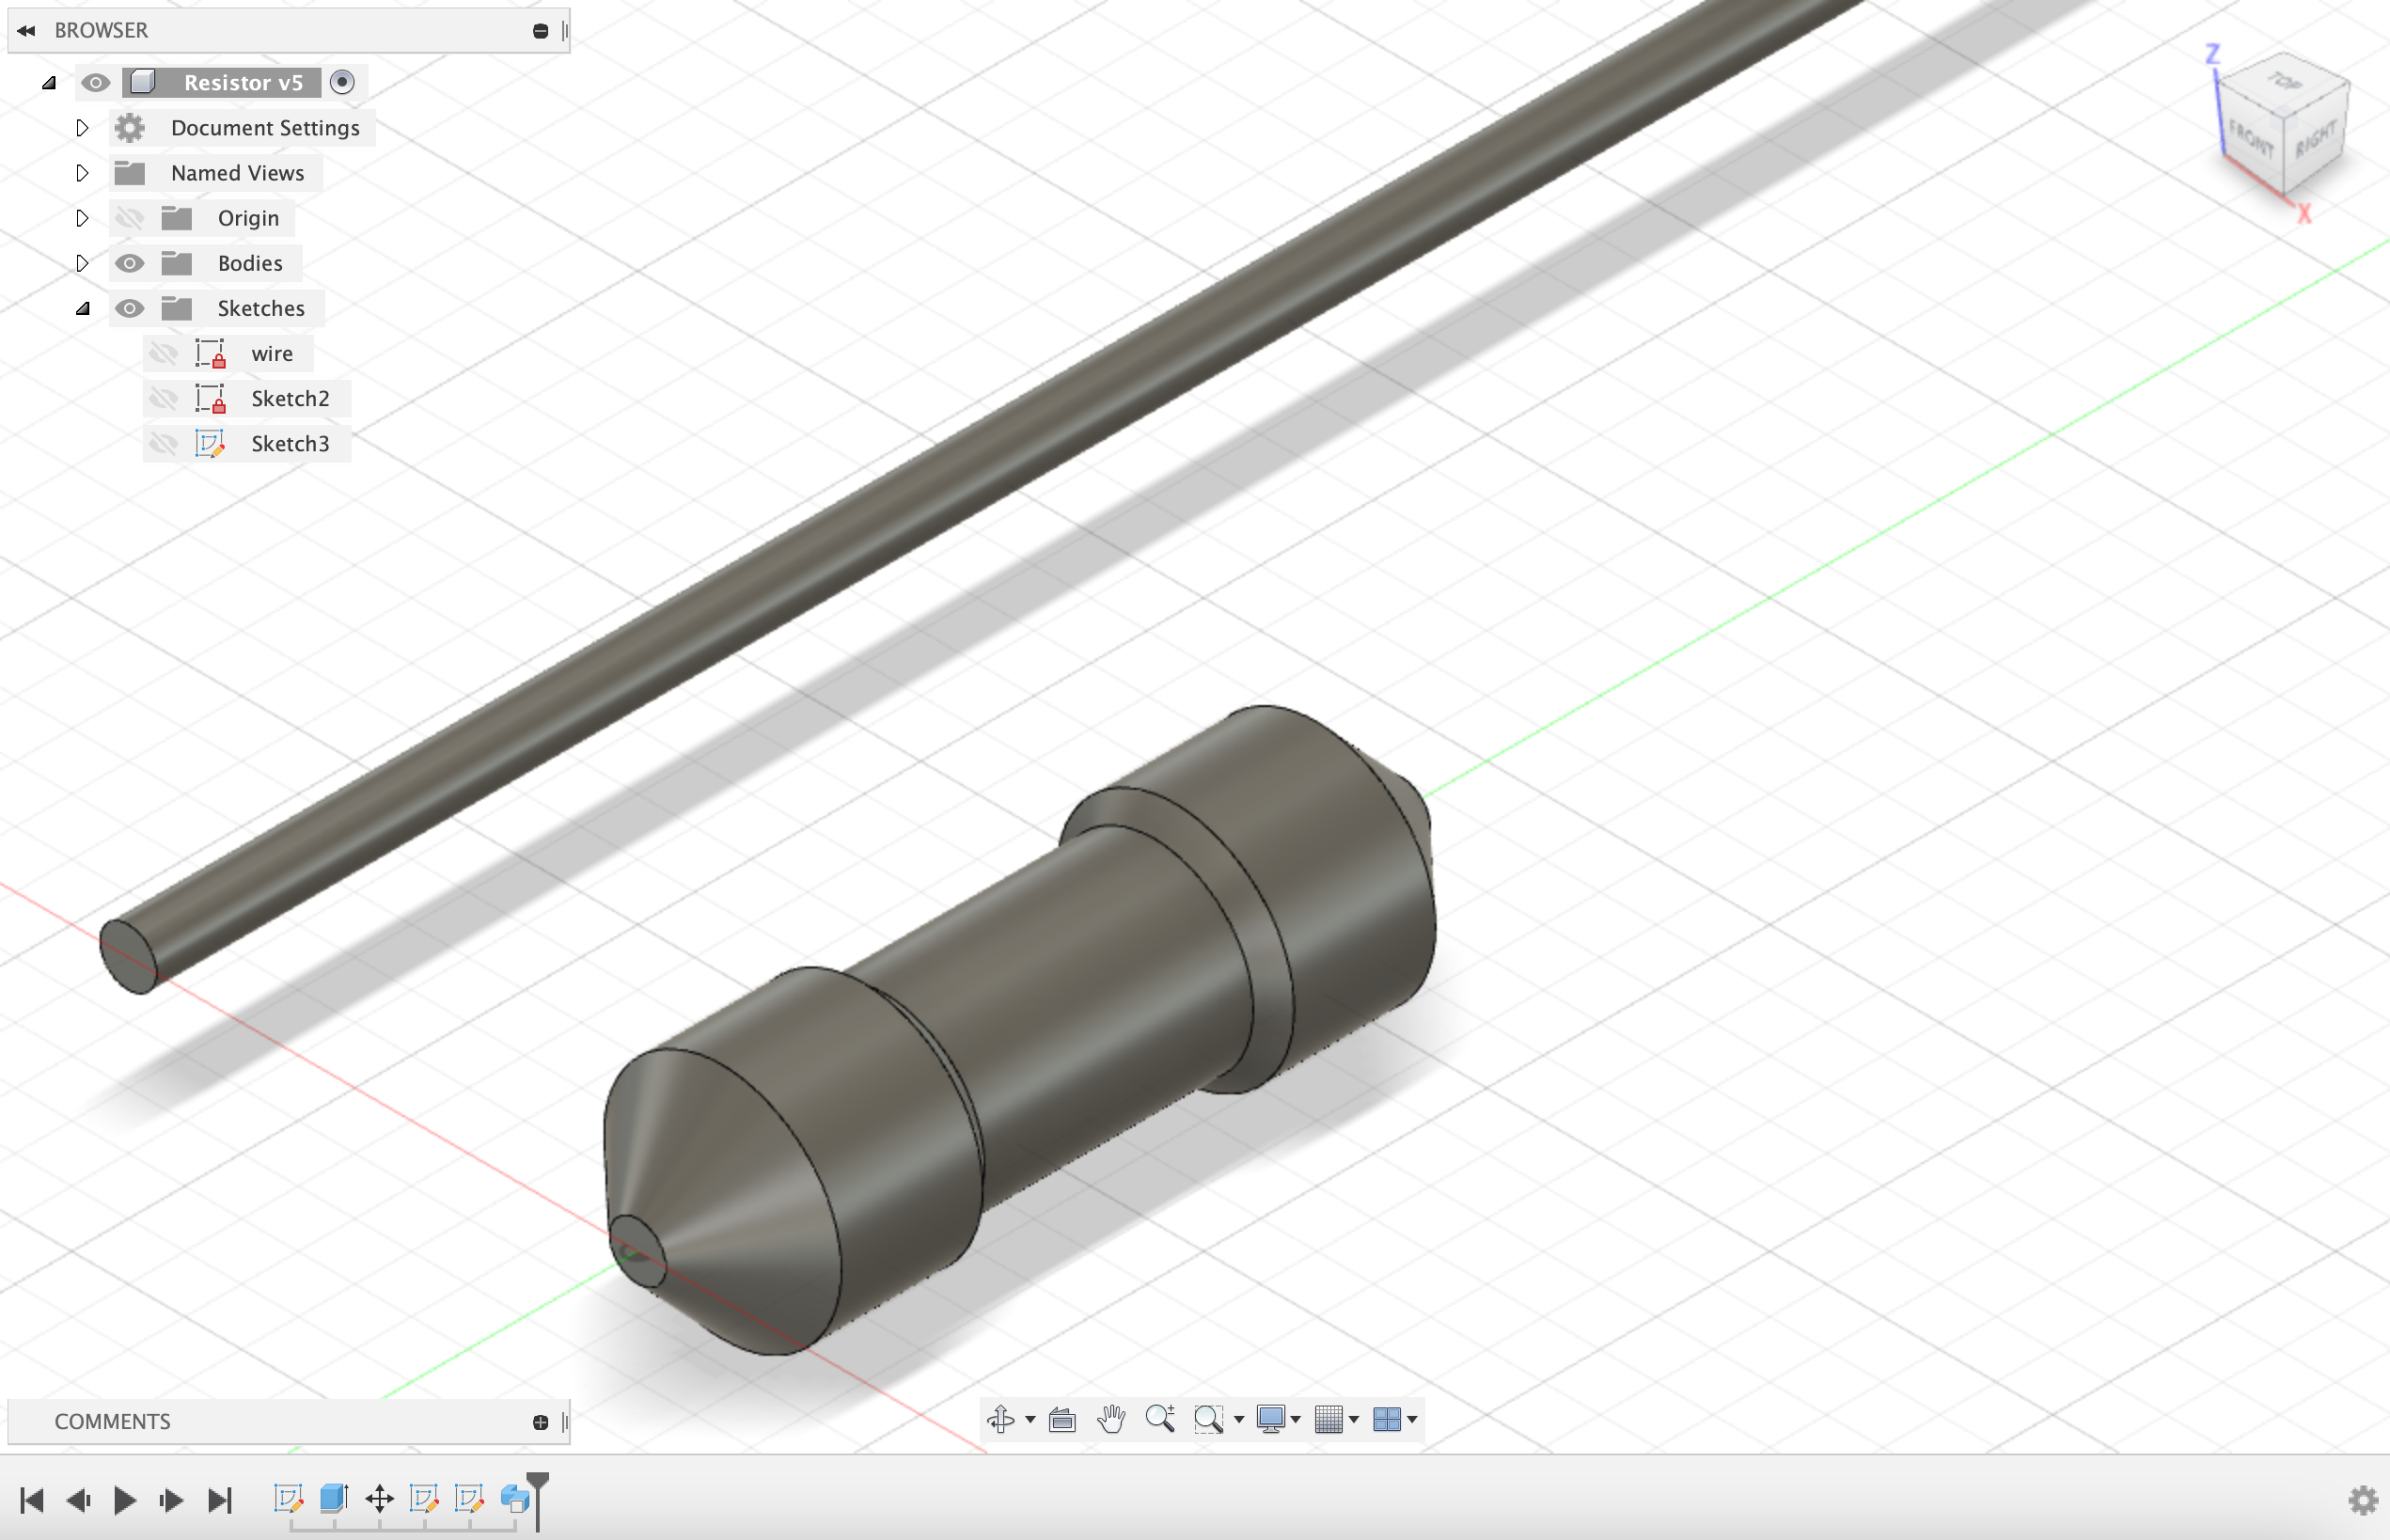 BROWSER
Resistor v5
Document Settings
Named Views
Origin
Bodies
Sketches
wire
Sketch2
Sketch3
Z
TOP
FRONT
RIGHT
X
COMMENTS